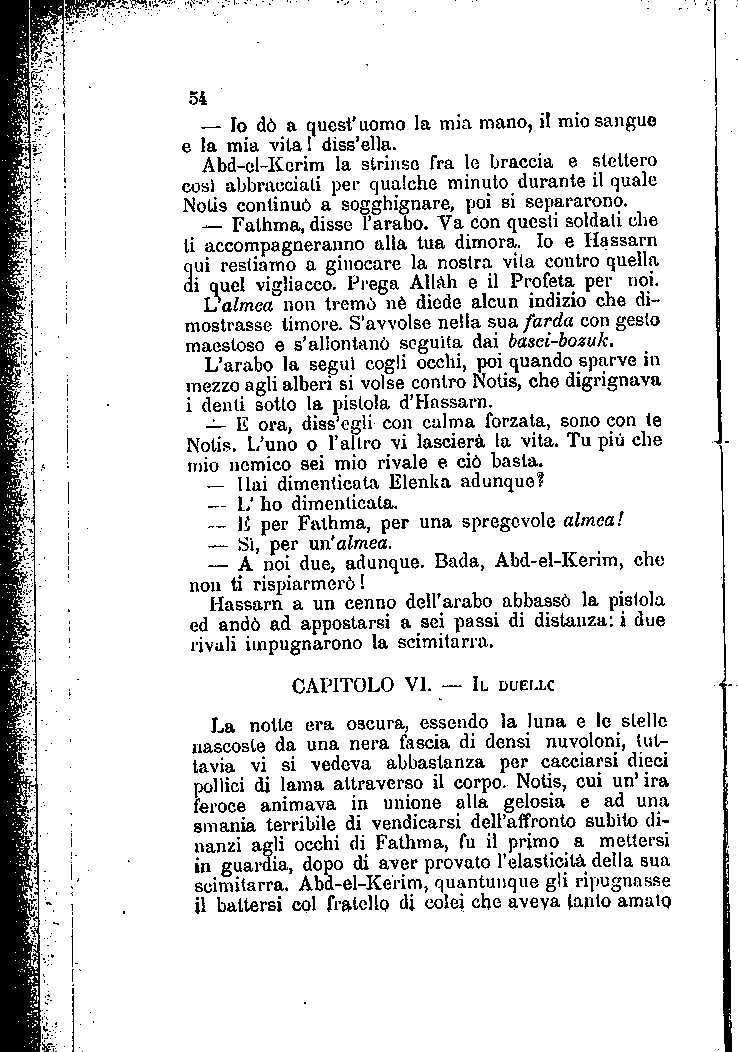 54
— Io dò a quest'uomo la mia mano, il mio sangue
e la mia vita! diss'ella.
Abd-el-Kerim la strinse fra le braccia e stettero
così abbracciati per qualche minuto durante il quale
Notis continuò a sogghignare, poi si separarono.
— Fathma, disse l'arabo. Va con questi soldati che
ti accompagneranno alla tua dimora. Io e Hassarn
qui restiamo a giuocare la nostra vita contro quella
di quel vigliacco. Prega Allàh e il Profeta per noi.
L'almea non tremò nè diede alcun indizio che di-
mostrasse timore. S'avvolse nella sua farda con gesto
maestoso e s'allontanò seguita dai basci-bozuk.
L'arabo la seguì cogli occhi, poi quando sparve in
mezzo agli alberi si volse contro Notis, che digrignava
i denti sotto la pistola d'Hassarn.
— E ora, diss'egli con calma forzata, sono con te
Notis. L'uno o l'altro vi lascierà la vita. Tu più che
mio nemico sei mio rivale e ciò basta.
— Hai dimenticata Elenka adunque?
— L'ho dimenticata.
— E per Fathma, per una spregevole almea!
— Sì, per un'almea.
— A noi due, adunque. Bada, Abd-el-Kerim, che
non ti rispiarmerò!
Hassarn a un cenno dell'arabo abbassò la pistola
ed andò ad appostarsi a sei passi di distanza: i due
rivali impugnarono la scimitarra.
CAPITOLO VI. — IL DUELLO
La notte era oscura, essendo la luna e le stelle
nascoste da una nera fascia di densi nuvoloni, tut-
tavia vi si vedeva abbastanza per cacciarsi dieci
pollici di lama attraverso il corpo. Notis, cui un'ira
feroce animava in unione alla gelosia e ad una
smania terribile di vendicarsi dell'affronto subìto di-
nanzi agli occhi di Fathma, fu il primo a mettersi
in guardia, dopo di aver provato l'elasticità della sua
scimitarra. Abd-el-Kerim, quantunque gli ripugnasse
il battersi col fratello di colei che aveva tanto amato